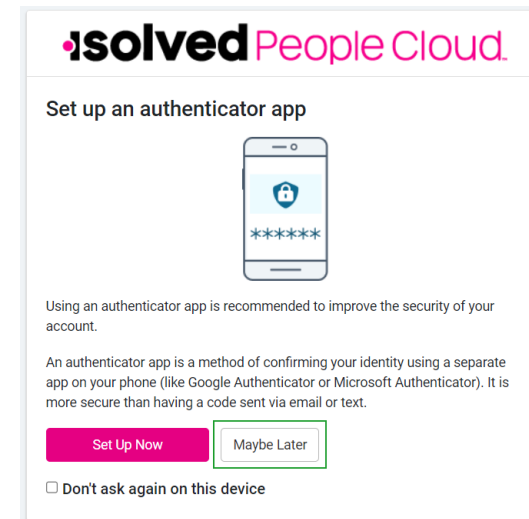 isolved People Cloud.
Set up an authenticator app
******
Using an authenticator app is recommended to improve the security of your
account.
An authenticator app is a method of confirming your identity using a separate
app on your phone (like Google Authenticator or Microsoft Authenticator). It is
more secure than having a code sent via email or text.
Set Up Now
Maybe Later
Don't ask again on this device